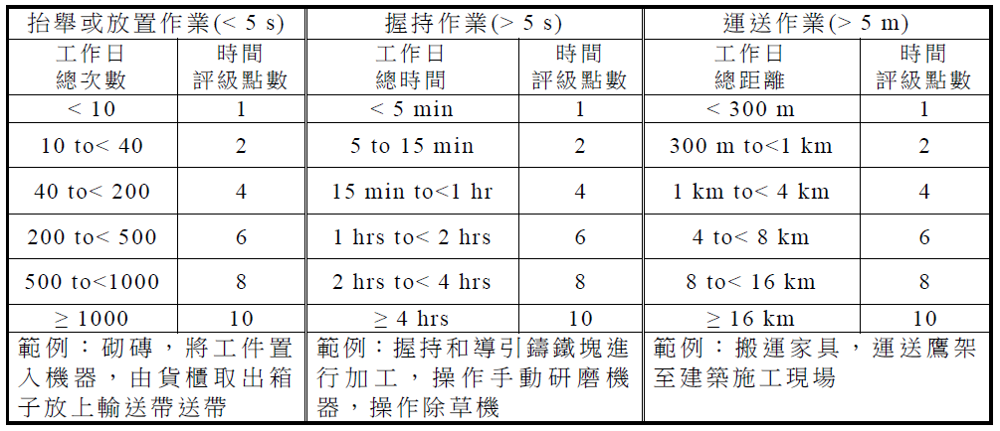 抬舉或放置作業(< 5 s) 握持作業(> 5 s) 運送作業(> 5 m)
工作日 時間 工作日 時間 工作日 時間
總次數 評級點數 總時間 評級點數 總距離 評級點數
< 10 1 < 5 min 1 < 300 m 1
10 to< 40 2 5 to 15 min 2 300 m to<1 km 2
40 to< 200 4 15 min to<1 hr 4 1 km to< 4 km 4
200 to< 500 6 1 hrs to< 2 hrs 6 4 to< 8 km 6
500 to<1000 8 2 hrs to< 4 hrs 8 8 to< 16 km 8
≥ 1000 10 ≥ 4 hrs 10 ≥ 16 km 10
範例：砌磚，將工件置 範例：握持和導引鑄鐵塊進 範例：搬運家具，運送鷹架
入機器，由貨櫃取出箱 行加工，操作手動研磨機 至建築施工現場
子放上輸送帶送帶 器，操作除草機